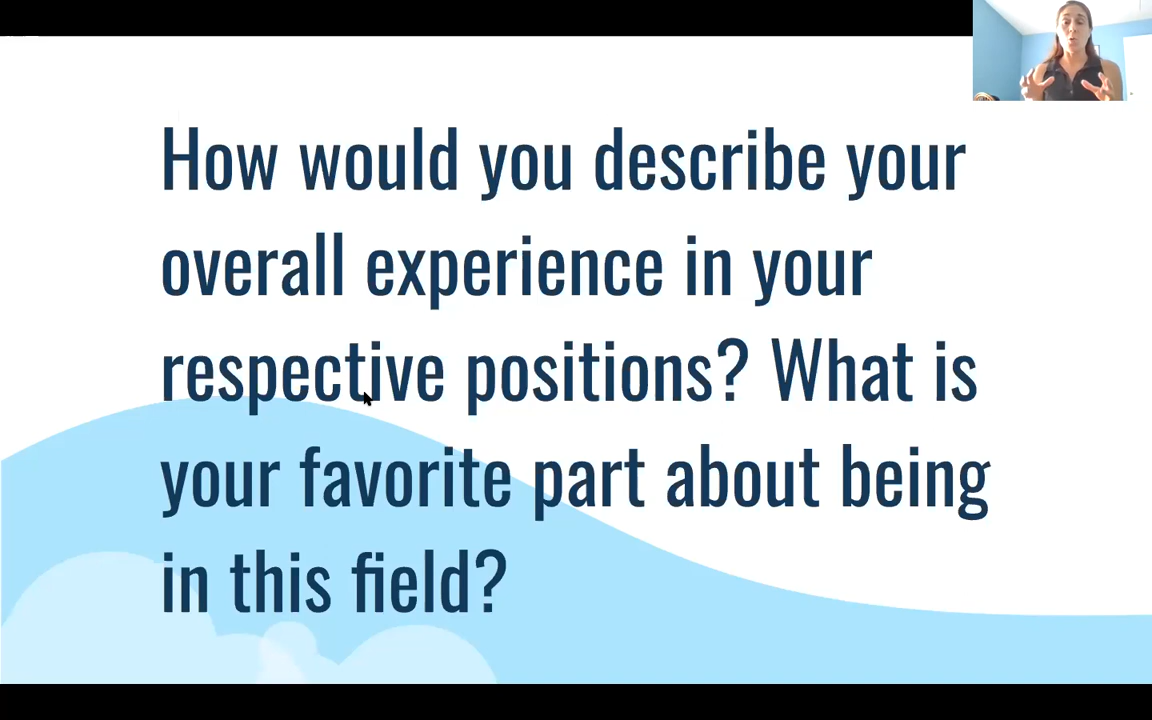 How would you describe your
overall experience in your
respective positions? What is
your favorite part about being
in this field?